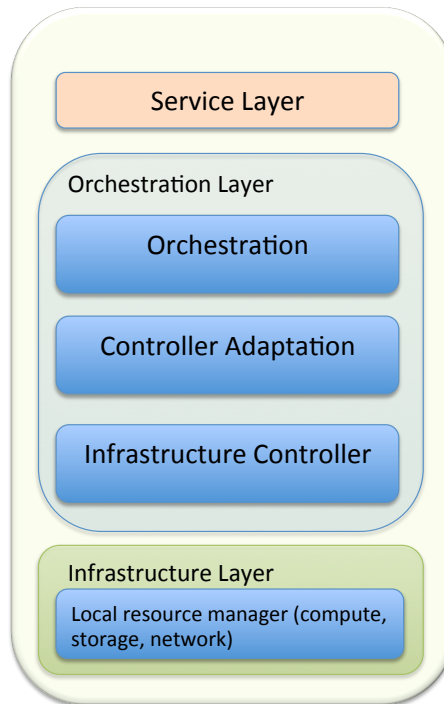 Service Layer
Orchestration Layer
Orchestration
Controller Adaptation
Infrastructure Controller
Infrastructure Layer
Local resource manager (compute,
storage, network)